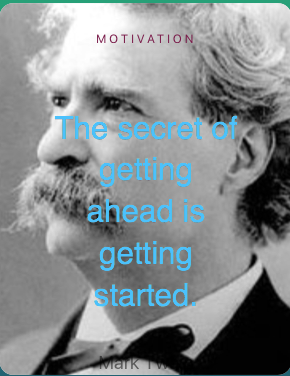 MOTIVATION
The secret of
getting
ahead is
getting
started.
Mark